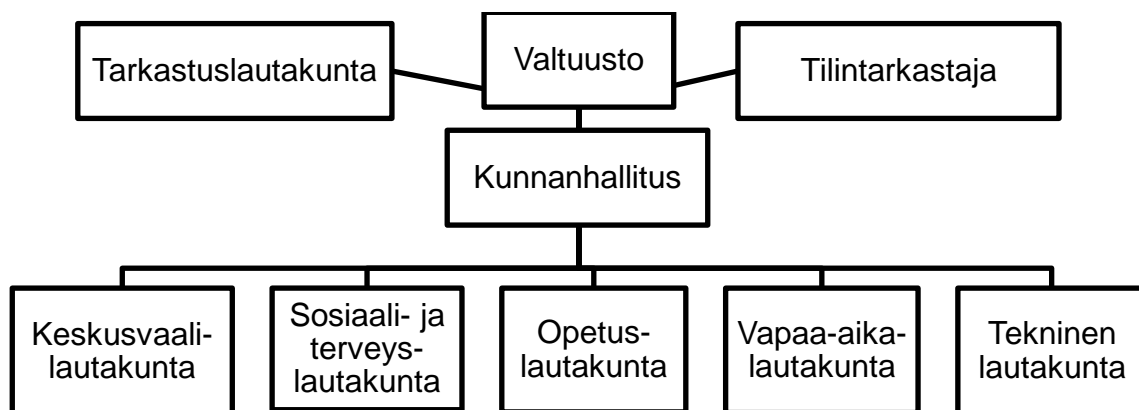 Tarkastuslautakunta
Valtuusto
Tilintarkastaja
Kunnanhallitus
Keskusvaali-
lautakunta
Sosiaali- ja
terveys-
lautakunta
Opetus-
lautakunta
Vapaa-aika-
lautakunta
Tekninen
lautakunta